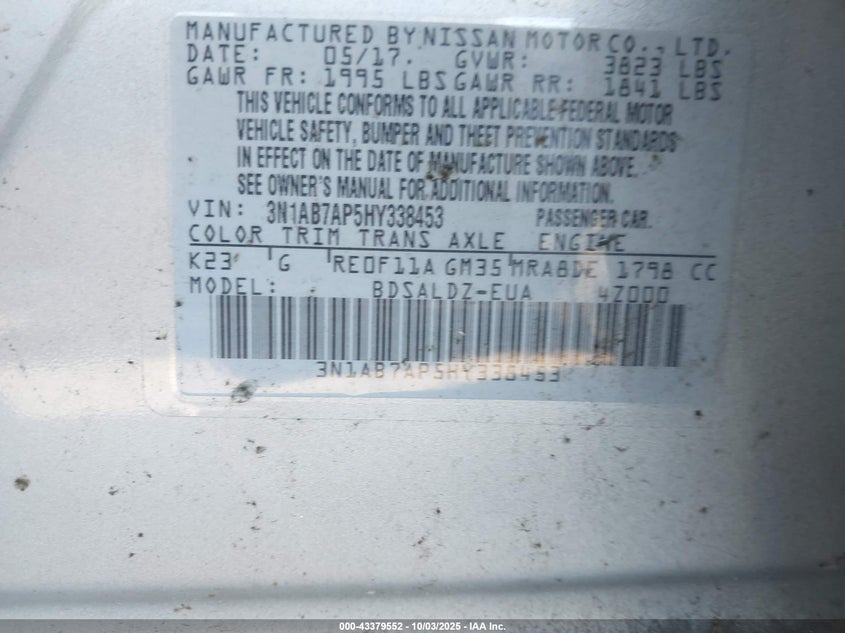 MANUFACTURED BY NISSAN MOTOR CO., LTD.
DATE: 05/17. GVWR: 3823 LBS
GAWR FR: 1995 LBS GAWR RR: 1841 LBS
THIS VEHICLE CONFORMS TO ALL APPLICABLE FEDERAL MOTOR
VEHICLE SAFETY, BUMPER AND THEFT PREVENTION STANDARDS
IN EFFECT ON THE DATE OF MANUFACTURE SHOWN ABOVE.
SEE OWNER'S MANUAL FOR ADDITIONAL INFORMATION.
VIN: 3N1AB7AP5HY338453 PASSENGER CAR.
COLOR TRIM TRANS AXLE ENGINE
K23 G RE0F11A GM35 MRA8DE 1798 CC
MODEL: BDSALDZ-EUA 4Z000
3N1AB7AP5HY338453
000-43379552 - 10/03/2025 - IAA Inc.